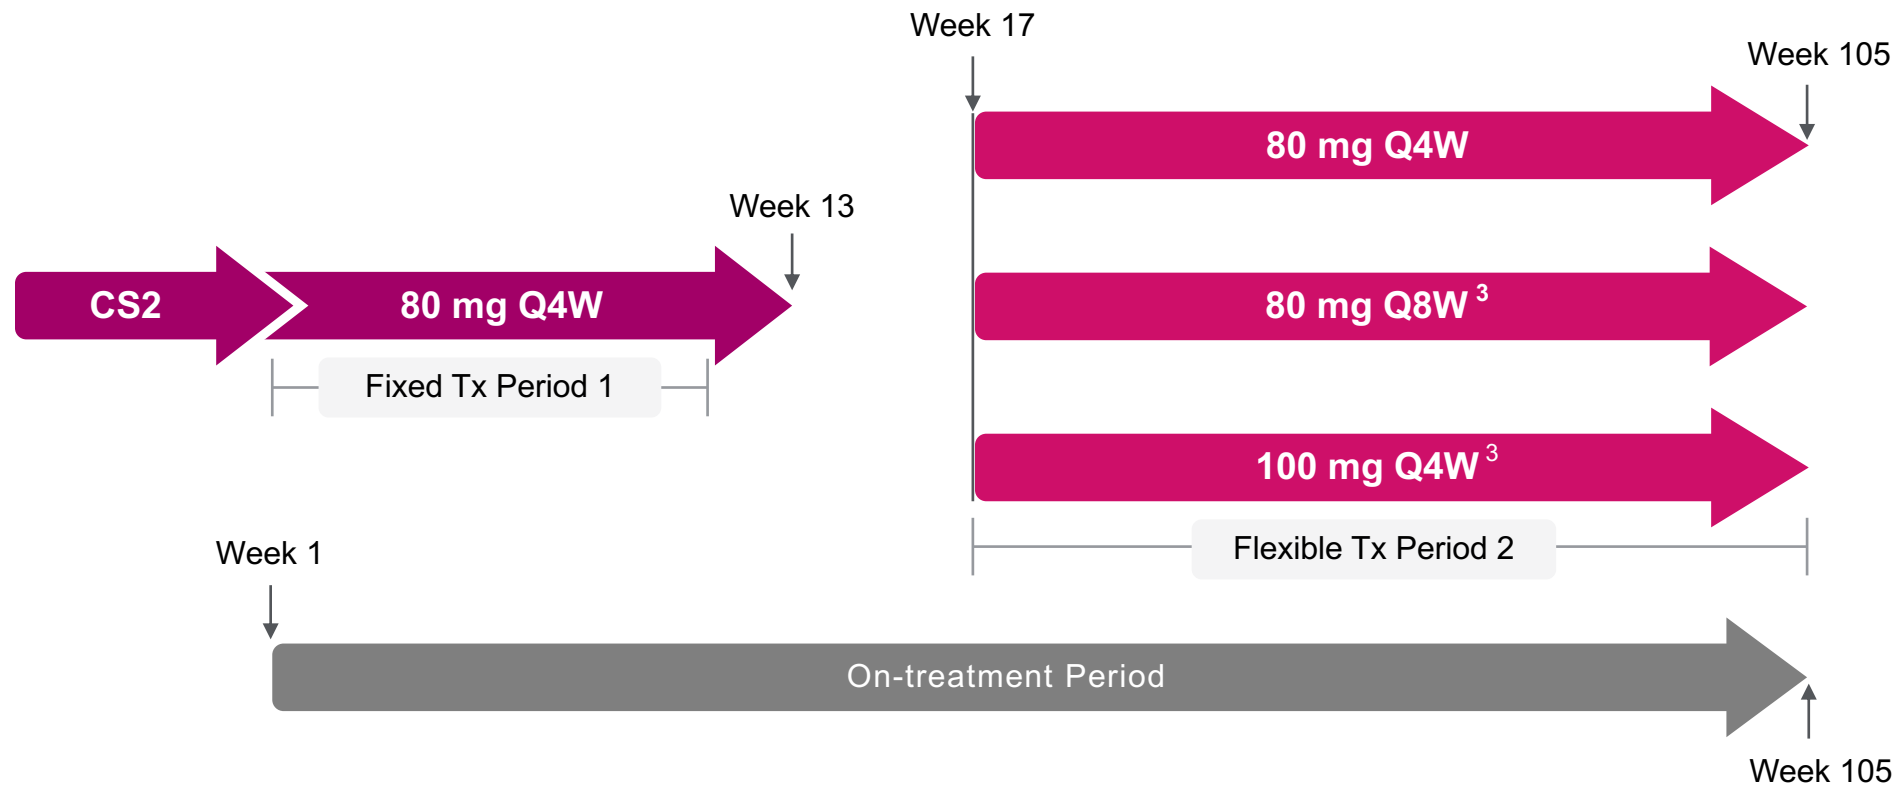 Week 17
Week 105
80 mg Q4W
Week 13
CS2
80 mg Q4W
80 mg Q8W 3
Fixed Tx Period 1
100 mg Q4W 3
Flexible Tx Period 2
Week 1
On-treatment Period
Week 105